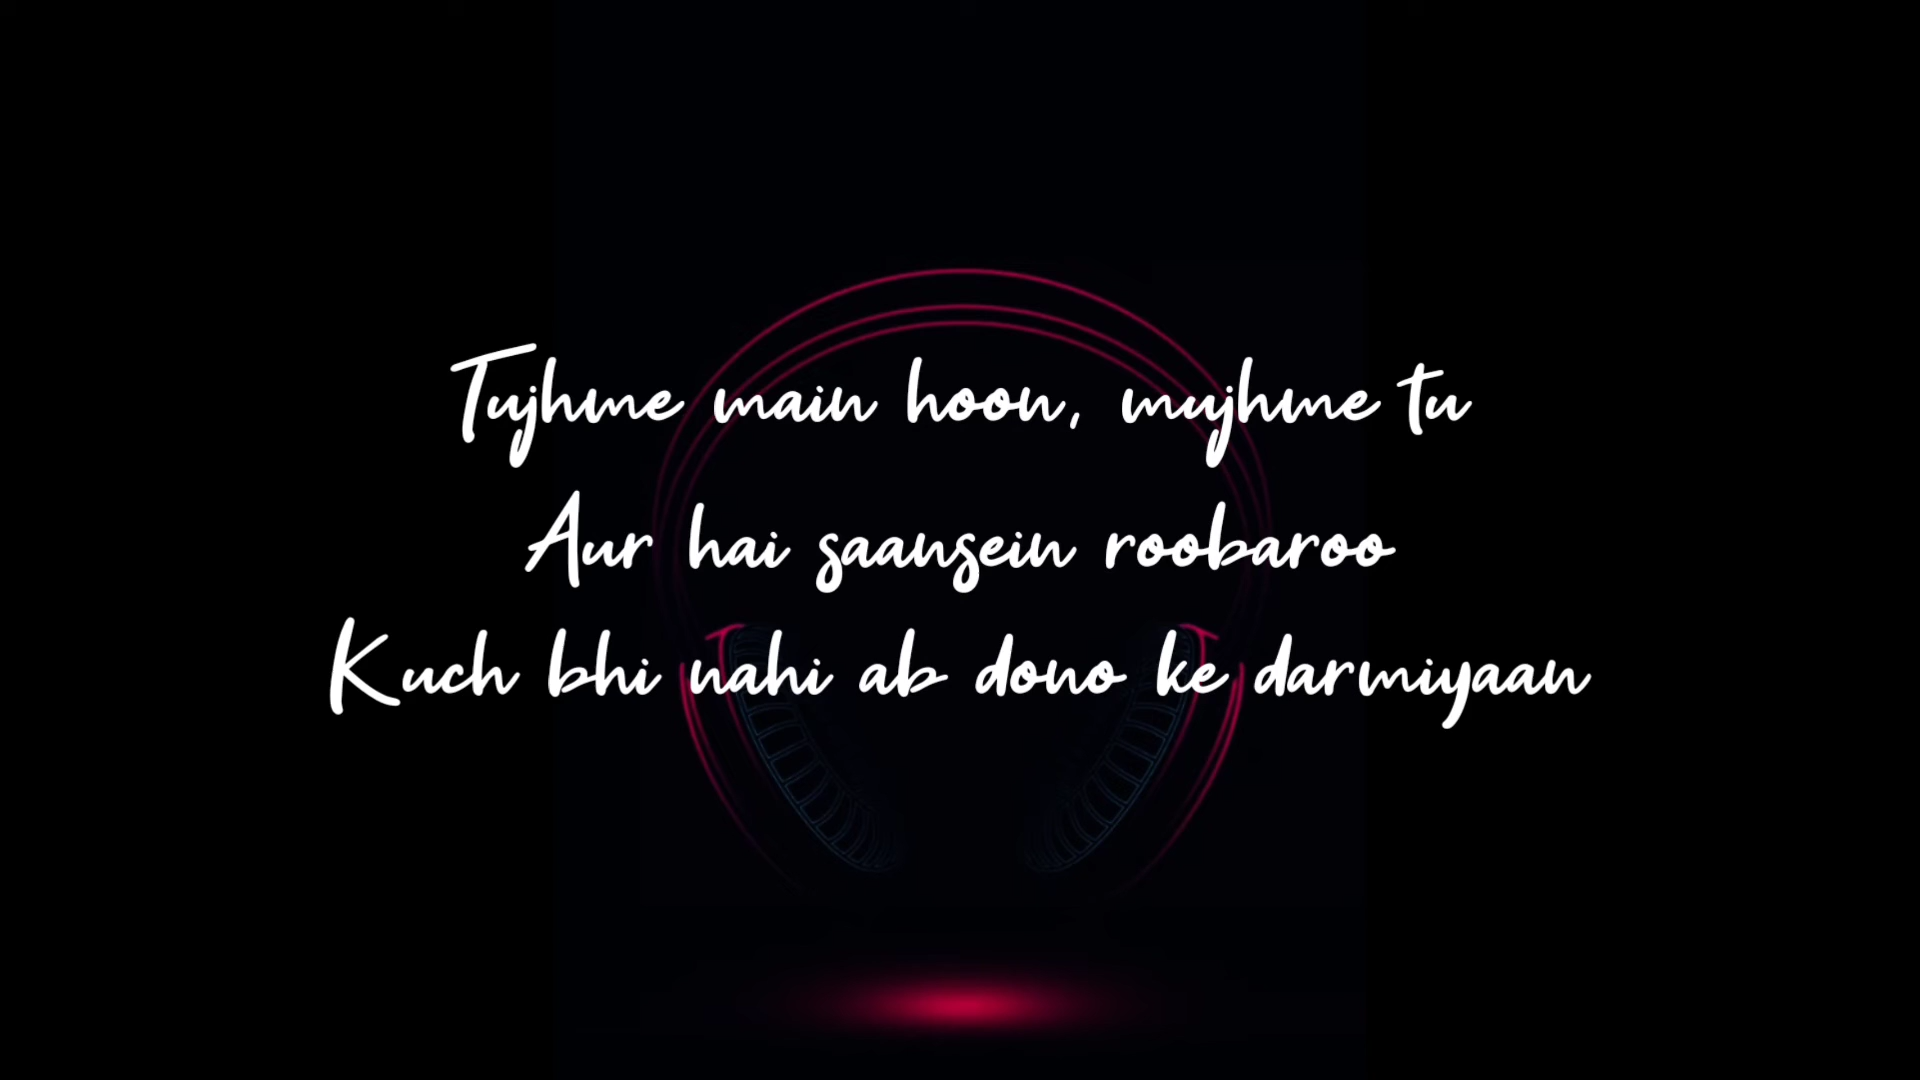 Tujhme main hoon, mujhme tu
Aur hai saansein roobaroo
Kuch bhi nahi ab dono ke darmiyaan